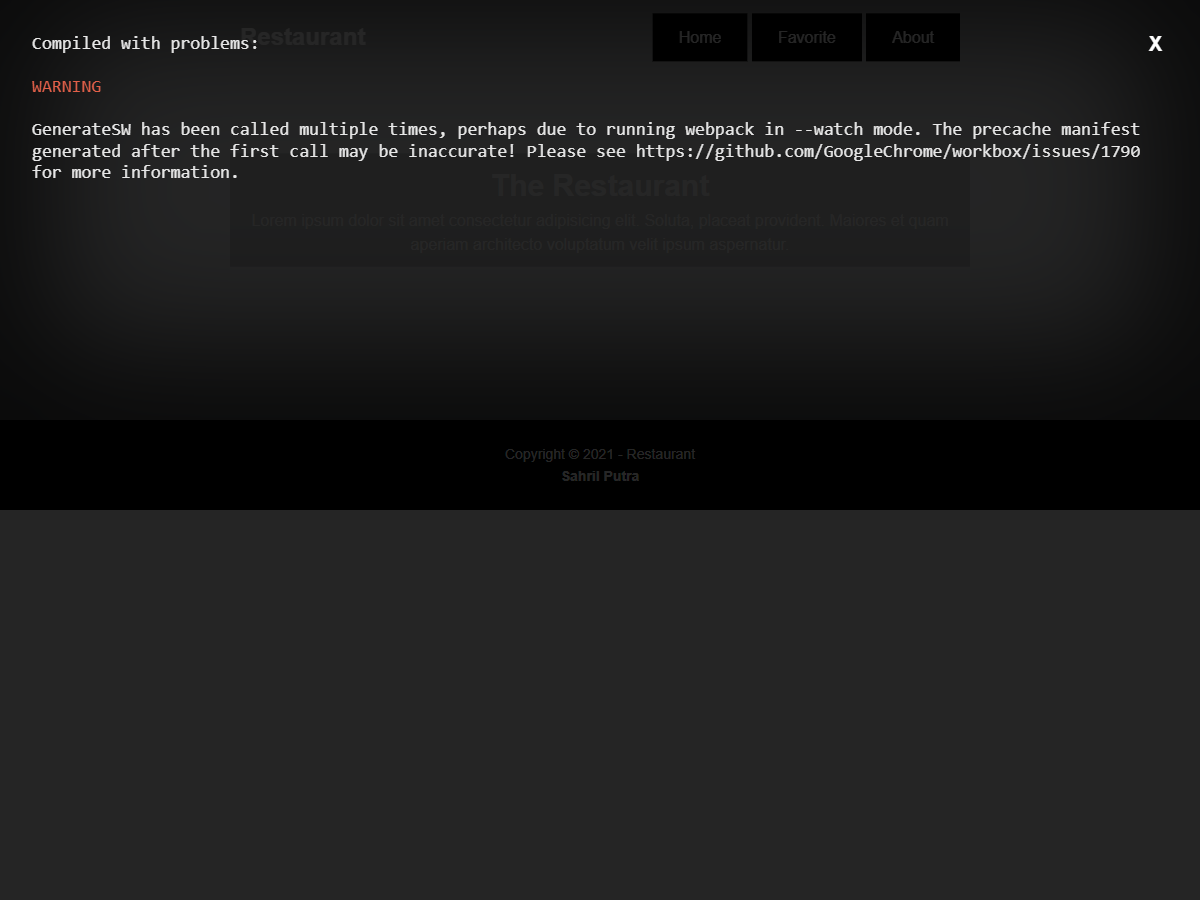 Restaurant
Home
Favorite
About
Compiled with problems:
X
WARNING
GenerateSW has been called multiple times, perhaps due to running webpack in --watch mode. The precache manifest
generated after the first call may be inaccurate! Please see https://github.com/GoogleChrome/workbox/issues/1790
for more information.
The Restaurant
Lorem ipsum dolor sit amet consectetur adipisicing elit. Soluta, placeat provident. Maiores et quam
aperiam architecto voluptatum velit ipsum aspernatur.
Copyright © 2021 - Restaurant
Sahril Putra